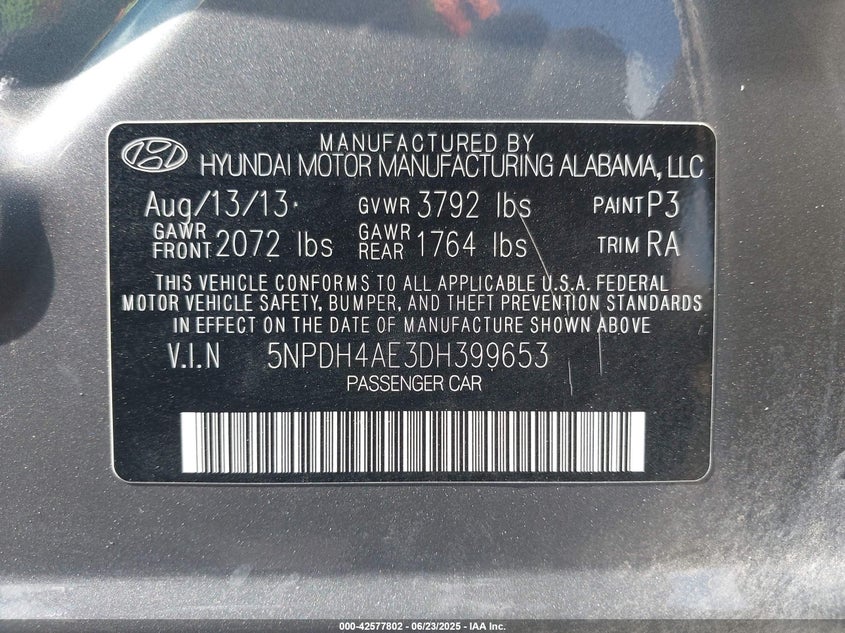 MANUFACTURED BY
HYUNDAI MOTOR MANUFACTURING ALABAMA, LLC
Aug/13/13 GVWR 3792 lbs PAINT P3
GAWR FRONT 2072 lbs GAWR REAR 1764 lbs TRIM RA
THIS VEHICLE CONFORMS TO ALL APPLICABLE U.S.A. FEDERAL
MOTOR VEHICLE SAFETY, BUMPER, AND THEFT PREVENTION STANDARDS
IN EFFECT ON THE DATE OF MANUFACTURE SHOWN ABOVE
V.I.N 5NPDH4AE3DH399653
PASSENGER CAR
000-42577802 - 06/23/2025 - IAA Inc.